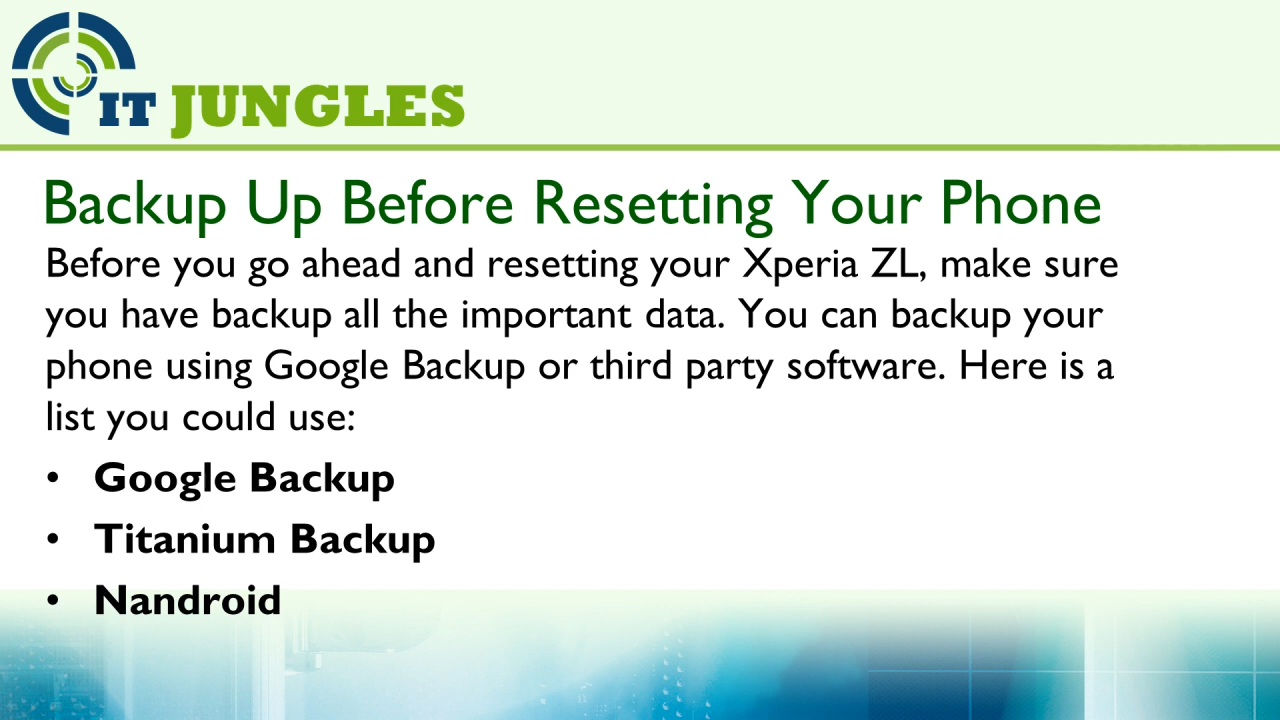 IT JUNGLES
Backup Up Before Resetting Your Phone
Before you go ahead and resetting your Xperia ZL, make sure
you have backup all the important data. You can backup your
phone using Google Backup or third party software. Here is a
list you could use:
• Google Backup
• Titanium Backup
• Nandroid